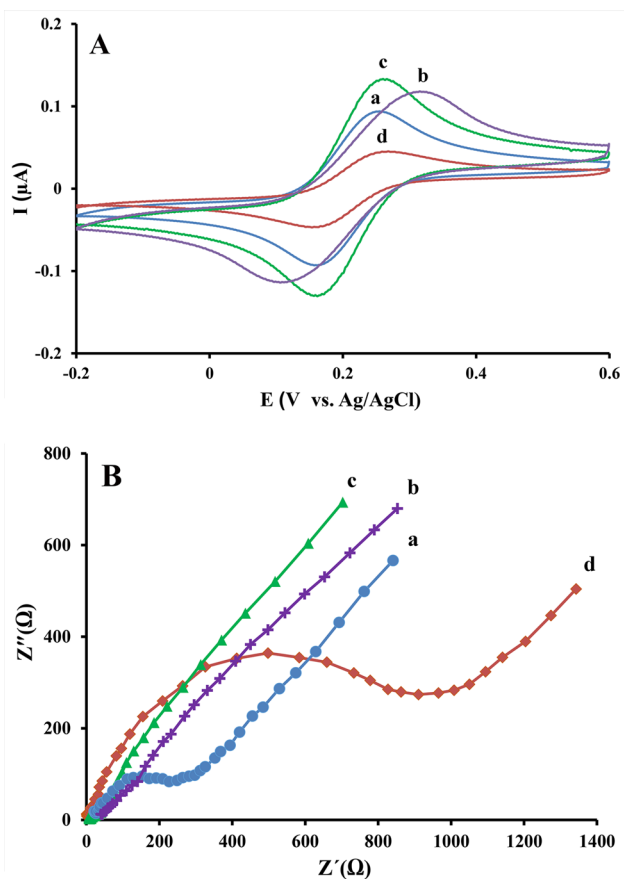 A
c
b
a
d
0.2
0.1
0
-0.1
-0.2
I (μA)
-0.2 0 0.2 0.4 0.6
E (V vs. Ag/AgCl)
B
c
b
a
d
800
600
400
200
0
Z″(Ω)
0 200 400 600 800 1000 1200 1400
Z´(Ω)